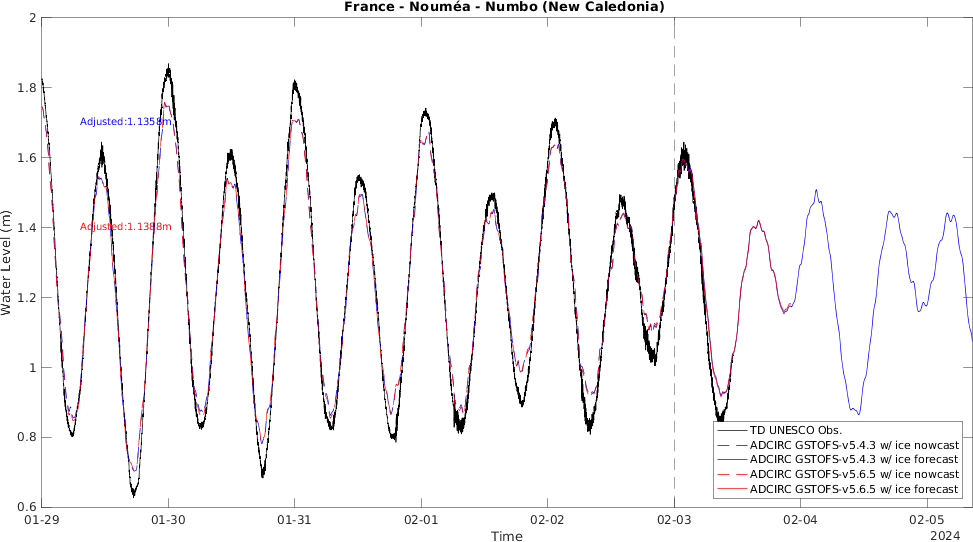 France - Nouméa - Numbo (New Caledonia)
2
1.8
1.6
1.4
1.2
1
0.8
0.6
Water Level (m)
Adjusted:1.1358m
Adjusted:1.1388m
TD UNESCO Obs.
ADCIRC GSTOFS-v5.4.3 w/ ice nowcast
ADCIRC GSTOFS-v5.4.3 w/ ice forecast
ADCIRC GSTOFS-v5.6.5 w/ ice nowcast
ADCIRC GSTOFS-v5.6.5 w/ ice forecast
01-29 01-30 01-31 02-01 02-02 02-03 02-04 02-05
Time
2024